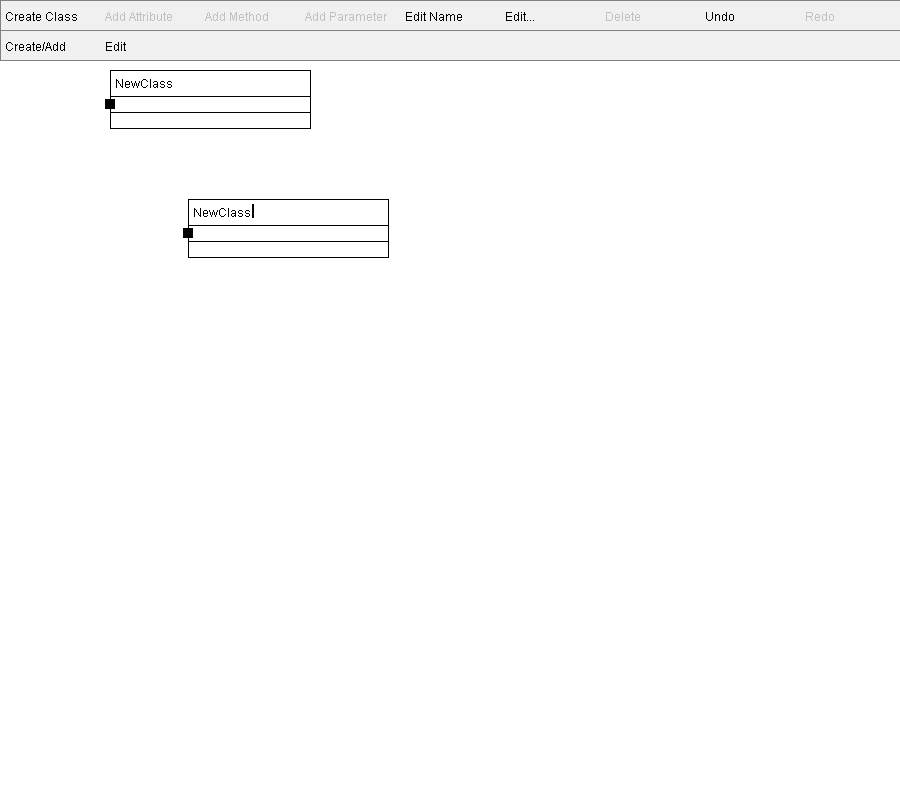 Create Class Add Attribute Add Method Add Parameter Edit Name Edit... Delete Undo Redo
Create/Add Edit
NewClass
NewClass